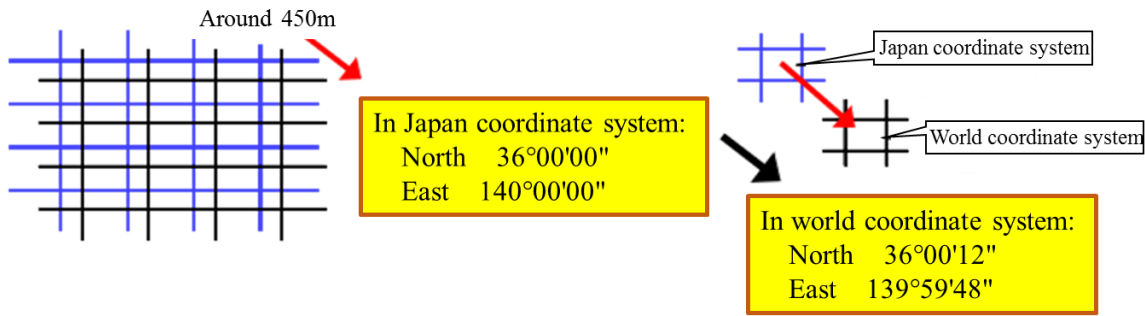 Around 450m
Japan coordinate system
World coordinate system
In Japan coordinate system:
North 36°00'00"
East 140°00'00"
In world coordinate system:
North 36°00'12"
East 139°59'48"